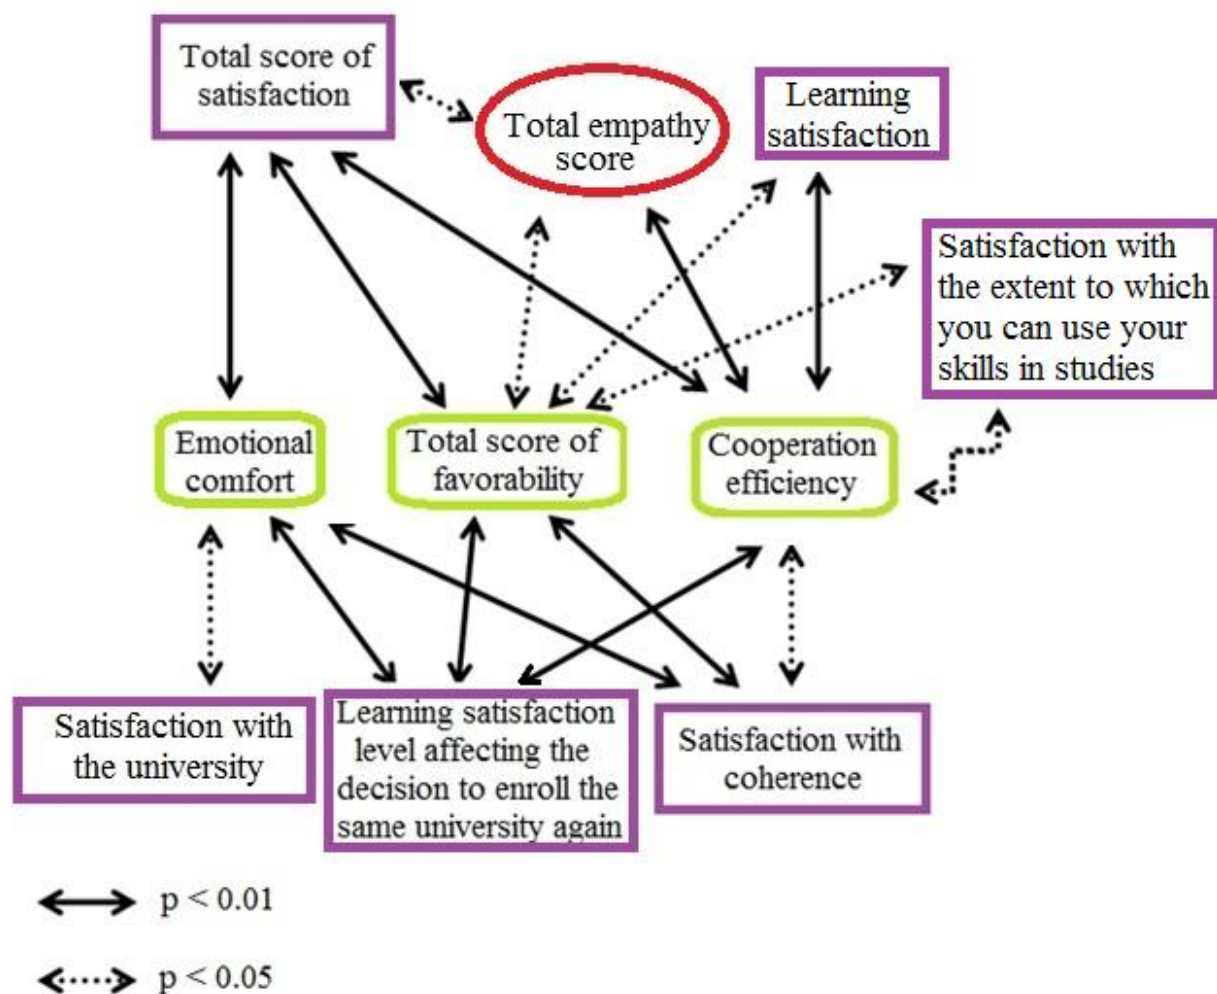 Total score of
satisfaction
Total empathy
score
Learning
satisfaction
Satisfaction with
the extent to which
you can use your
skills in studies
Emotional
comfort
Total score of
favorability
Cooperation
efficiency
Satisfaction with
the university
Learning satisfaction
level affecting the
decision to enroll the
same university again
Satisfaction with
coherence
p < 0.01
p < 0.05